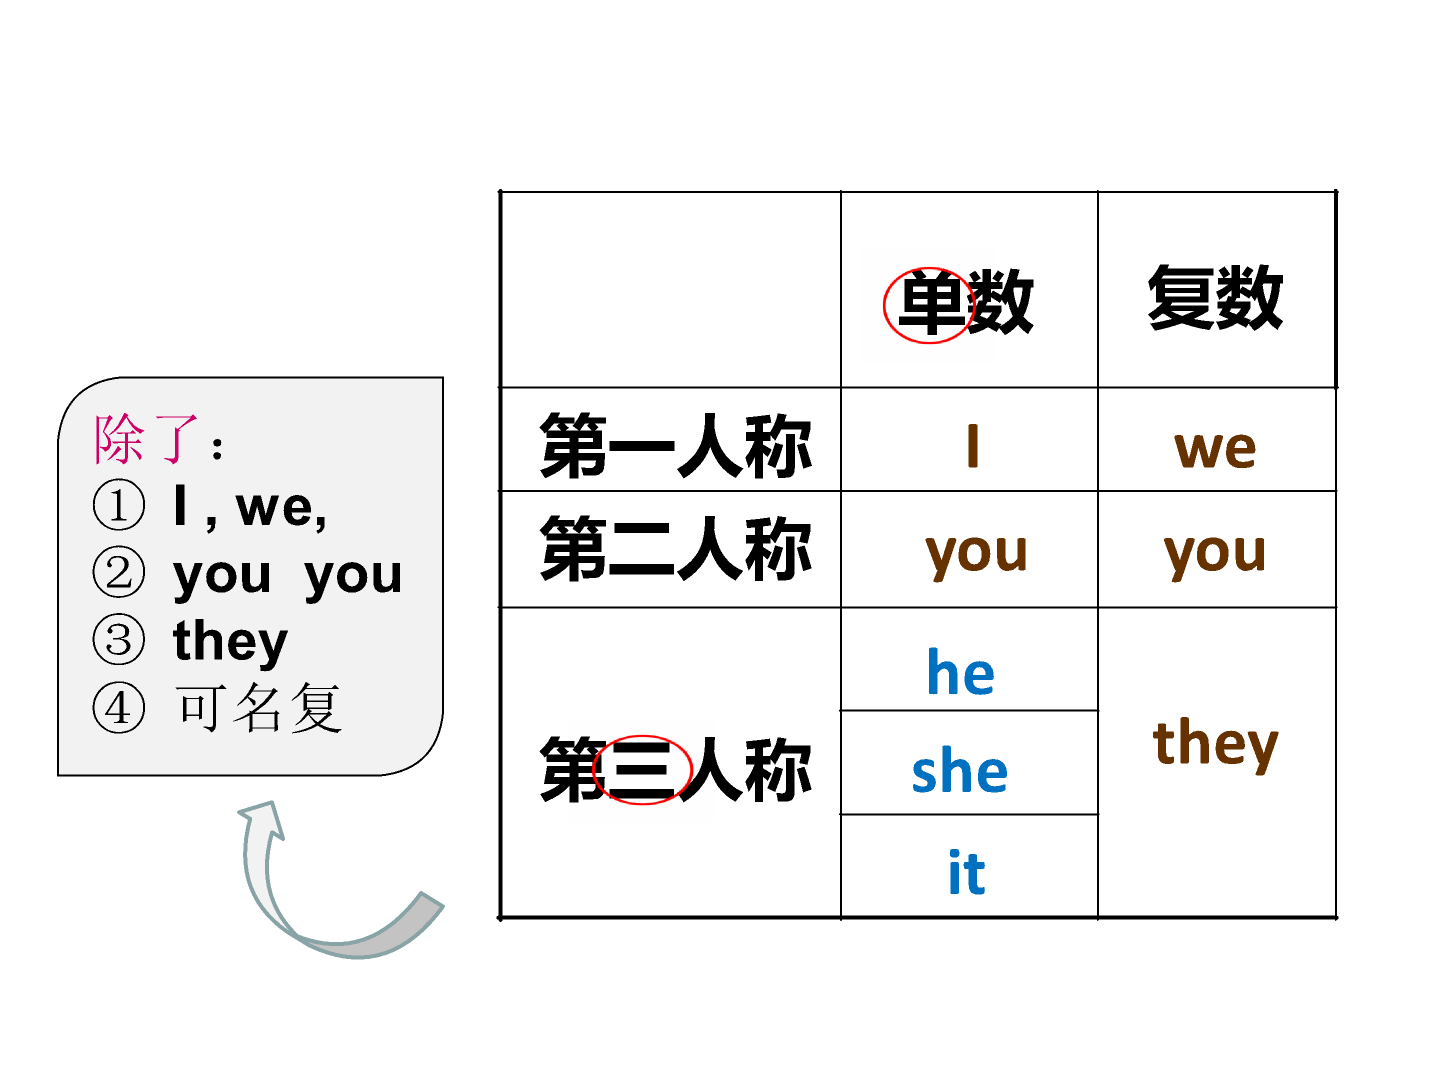 单数 复数
第一人称 I we
第二人称 you you
第三人称 he she it they
除了：
① I , we,
② you you
③ they
④ 可名复